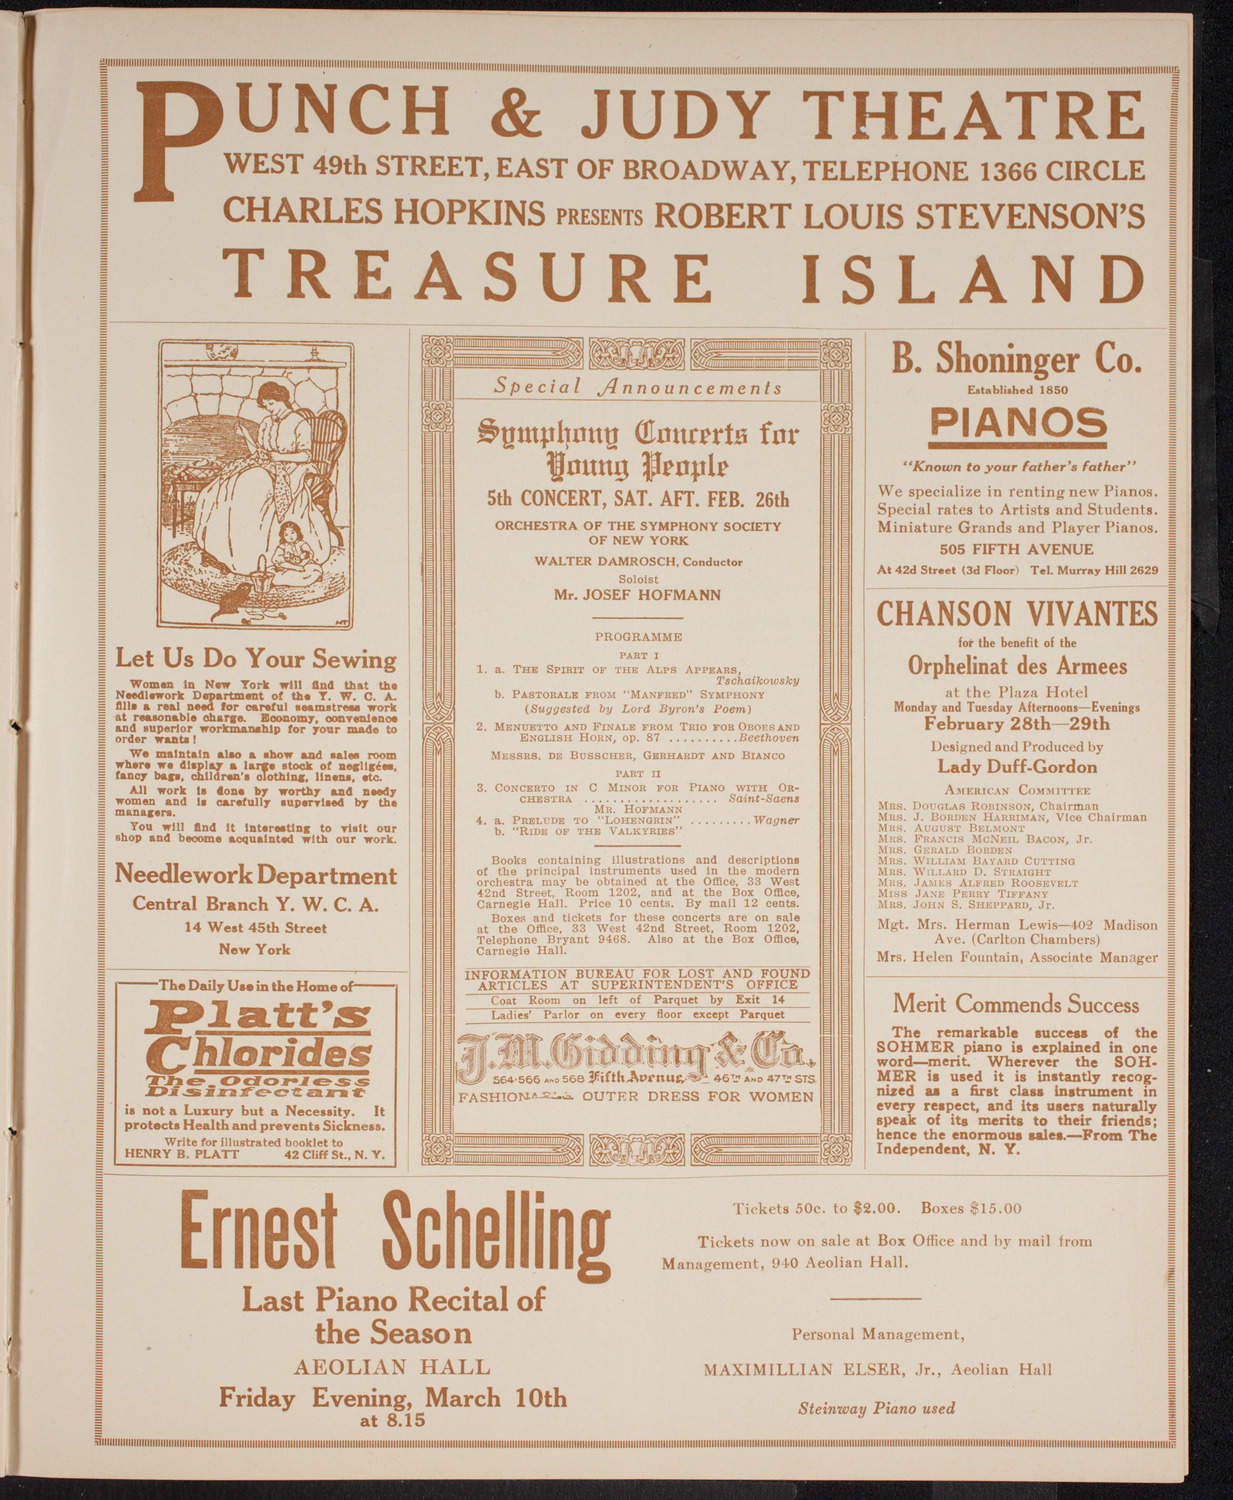 PUNCH & JUDY THEATRE
WEST 49th STREET, EAST OF BROADWAY, TELEPHONE 1366 CIRCLE
CHARLES HOPKINS PRESENTS ROBERT LOUIS STEVENSON'S
TREASURE ISLAND
Let Us Do Your Sewing
Women in New York will find that the
Needlework Department of the Y. W. C. A.
fills a real need for careful seamstress work
at reasonable charge. Economy, convenience
and superior workmanship for your made to
order wants!
We maintain also a show and sales room
where we display a large stock of negligées,
fancy bags, children's clothing, linens, etc.
All work is done by worthy and needy
women and is carefully supervised by the
managers.
You will find it interesting to visit our
shop and become acquainted with our work.
Needlework Department
Central Branch Y. W. C. A.
14 West 45th Street
New York
The Daily Use in the Home of
Platt's
Chlorides
The Odorless
Disinfectant
is not a Luxury but a Necessity. It
protects Health and prevents Sickness.
Write for illustrated booklet to
HENRY B. PLATT 42 Cliff St., N. Y.
Special Announcements
Symphony Concerts for
Young People
5th CONCERT, SAT. AFT. FEB. 26th
ORCHESTRA OF THE SYMPHONY SOCIETY
OF NEW YORK
WALTER DAMROSCH, Conductor
Soloist
Mr. JOSEF HOFMANN
PROGRAMME
PART I
1. a. THE SPIRIT OF THE ALPS APPEARS,
Tschaikowsky
b. PASTORALE FROM "MANFRED" SYMPHONY
(Suggested by Lord Byron's Poem)
2. MENUETTO AND FINALE FROM TRIO FOR OBOES AND
ENGLISH HORN, op. 87 ..........Beethoven
MESSRS. DE BUSSCHER, GERHARDT AND BIANCO
PART II
3. CONCERTO IN C MINOR FOR PIANO WITH OR-
CHESTRA .................. Saint-Saens
MR. HOFMANN
4. a. PRELUDE TO "LOHENGRIN" .........Wagner
b. "RIDE OF THE VALKYRIES"
Books containing illustrations and descriptions
of the principal instruments used in the modern
orchestra may be obtained at the Office, 33 West
42nd Street, Room 1202, and at the Box Office,
Carnegie Hall. Price 10 cents. By mail 12 cents.
Boxes and tickets for these concerts are on sale
at the Office, 33 West 42nd Street, Room 1202,
Telephone Bryant 9468. Also at the Box Office,
Carnegie Hall.
INFORMATION BUREAU FOR LOST AND FOUND
ARTICLES AT SUPERINTENDENT'S OFFICE
Coat Room on left of Parquet by Exit 14
Ladies' Parlor on every floor except Parquet
J.M. Gidding & Co.
564-566 AND 568 Fifth Avenue, 46TH AND 47TH STS.
OUTER DRESS FOR WOMEN
B. Shoninger Co.
Established 1850
PIANOS
"Known to your father's father"
We specialize in renting new Pianos.
Special rates to Artists and Students.
Miniature Grands and Player Pianos.
505 FIFTH AVENUE
At 42d Street (3d Floor) Tel. Murray Hill 2629
CHANSON VIVANTES
for the benefit of the
Orphelinat des Armees
at the Plaza Hotel
Monday and Tuesday Afternoons—Evenings
February 28th—29th
Designed and Produced by
Lady Duff-Gordon
AMERICAN COMMITTEE
MRS. DOUGLAS ROBINSON, Chairman
MRS. J. BORDEN HARRIMAN, Vice Chairman
MRS. AUGUST BELMONT
MRS. FRANCIS MCNEIL BACON, Jr.
MRS. GERALD BORDEN
MRS. WILLIAM BAYARD CUTTING
MRS. WILLARD D. STRAIGHT
MRS. JAMES ALFRED ROOSEVELT
MISS JANE PERRY TIFFANY
MRS. JOHN S. SHEPPARD, Jr.
Mgt. Mrs. Herman Lewis—402 Madison
Ave. (Carlton Chambers)
Mrs. Helen Fountain, Associate Manager
Merit Commends Success
The remarkable success of the
SOHMER piano is explained in one
word—merit. Wherever the SOH-
MER is used it is instantly recog-
nized as a first class instrument in
every respect, and its users naturally
speak of its merits to their friends;
hence the enormous sales.—From The
Independent, N. Y.
Ernest Schelling
Last Piano Recital of
the Season
AEOLIAN HALL
Friday Evening, March 10th
at 8.15
Tickets 50c. to $2.00. Boxes $15.00
Tickets now on sale at Box Office and by mail from
Management, 940 Aeolian Hall.
Personal Management,
MAXIMILLIAN ELSER, Jr., Aeolian Hall
Steinway Piano used